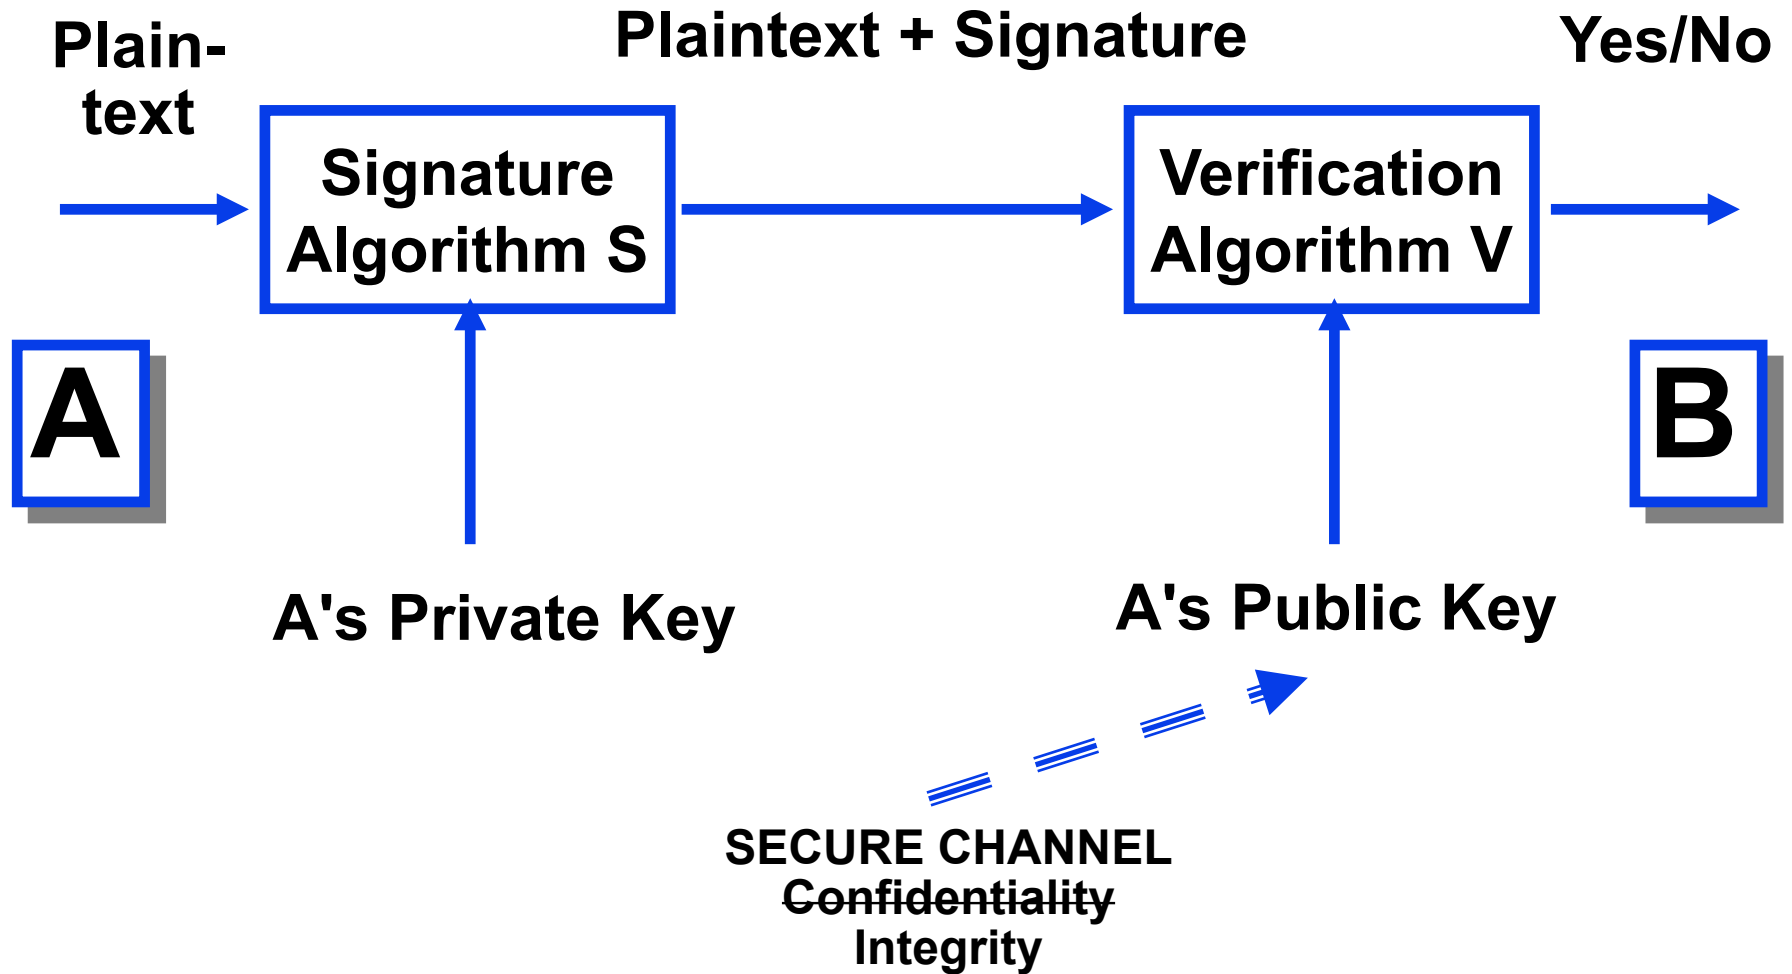 Plain-
text
Plaintext + Signature
Yes/No
Signature
Algorithm S
Verification
Algorithm V
A
B
A's Private Key
A's Public Key
SECURE CHANNEL
Confidentiality
Integrity